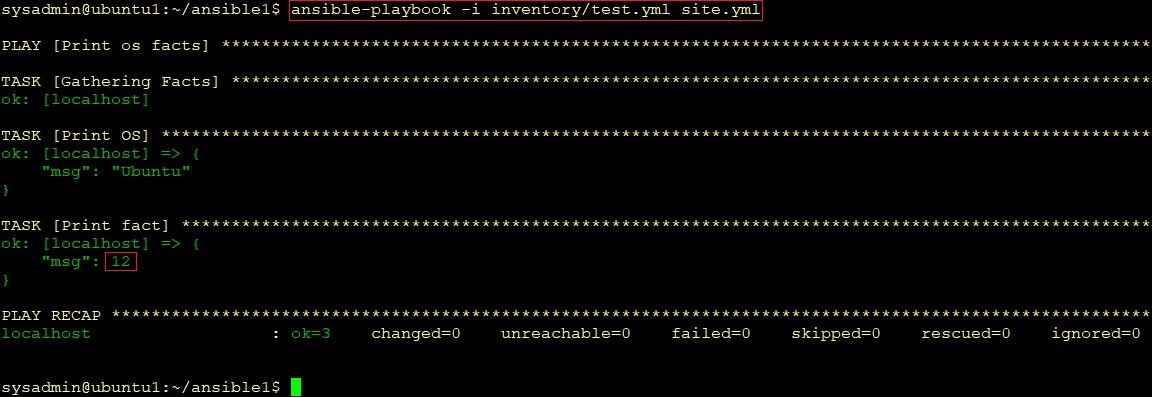 sysadmin@ubuntu1:~/ansible1$ ansible-playbook -i inventory/test.yml site.yml
PLAY [Print os facts] *********************************************************************************************
TASK [Gathering Facts] ********************************************************************************************
ok: [localhost]
TASK [Print OS] ***************************************************************************************************
ok: [localhost] => {
    "msg": "Ubuntu"
}
TASK [Print fact] *************************************************************************************************
ok: [localhost] => {
    "msg": 12
}
PLAY RECAP ********************************************************************************************************
localhost                  : ok=3    changed=0    unreachable=0    failed=0    skipped=0    rescued=0    ignored=0
sysadmin@ubuntu1:~/ansible1$